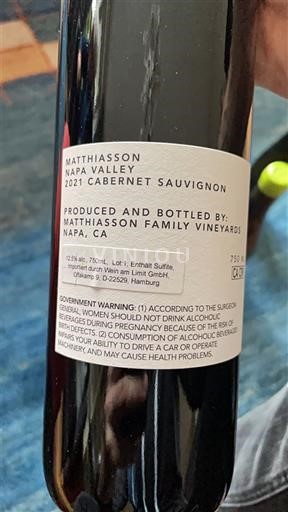 MATTHIASSON
NAPA VALLEY
2021 CABERNET SAUVIGNON
PRODUCED AND BOTTLED BY:
MATTHIASSON FAMILY VINEYARDS
NAPA, CA
750 M
12.5% alc, 750mL, Lot:1, Enthält Sulfite,
importiert durch Wein am Limit GmbH,
9, D-22529, Hamburg
CA CR
GOVERNMENT WARNING: (1) ACCORDING TO THE SURGEON
GENERAL, WOMEN SHOULD NOT DRINK ALCOHOLIC
BEVERAGES DURING PREGNANCY BECAUSE OF THE RISK OF
BIRTH DEFECTS. (2) CONSUMPTION OF ALCOHOLIC BEVERAGES
IMPAIRS YOUR ABILITY TO DRIVE A CAR OR OPERATE
MACHINERY, AND MAY CAUSE HEALTH PROBLEMS.